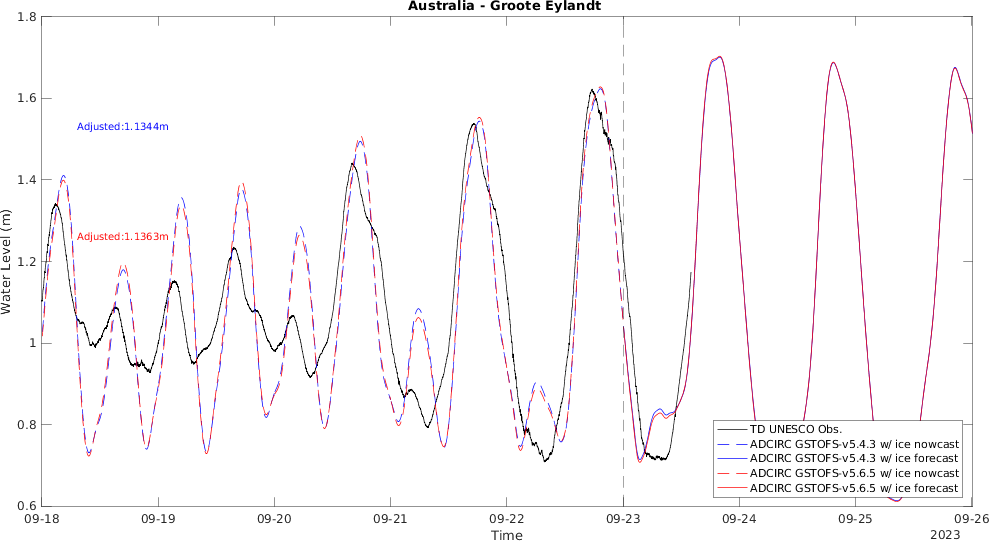 Australia - Groote Eylandt
1.8
1.6
1.4
1.2
1
0.8
0.6
Water Level (m)
Adjusted:1.1344m
Adjusted:1.1363m
TD UNESCO Obs.
ADCIRC GSTOFS-v5.4.3 w/ ice nowcast
ADCIRC GSTOFS-v5.4.3 w/ ice forecast
ADCIRC GSTOFS-v5.6.5 w/ ice nowcast
ADCIRC GSTOFS-v5.6.5 w/ ice forecast
09-18 09-19 09-20 09-21 09-22 09-23 09-24 09-25 09-26
Time
2023